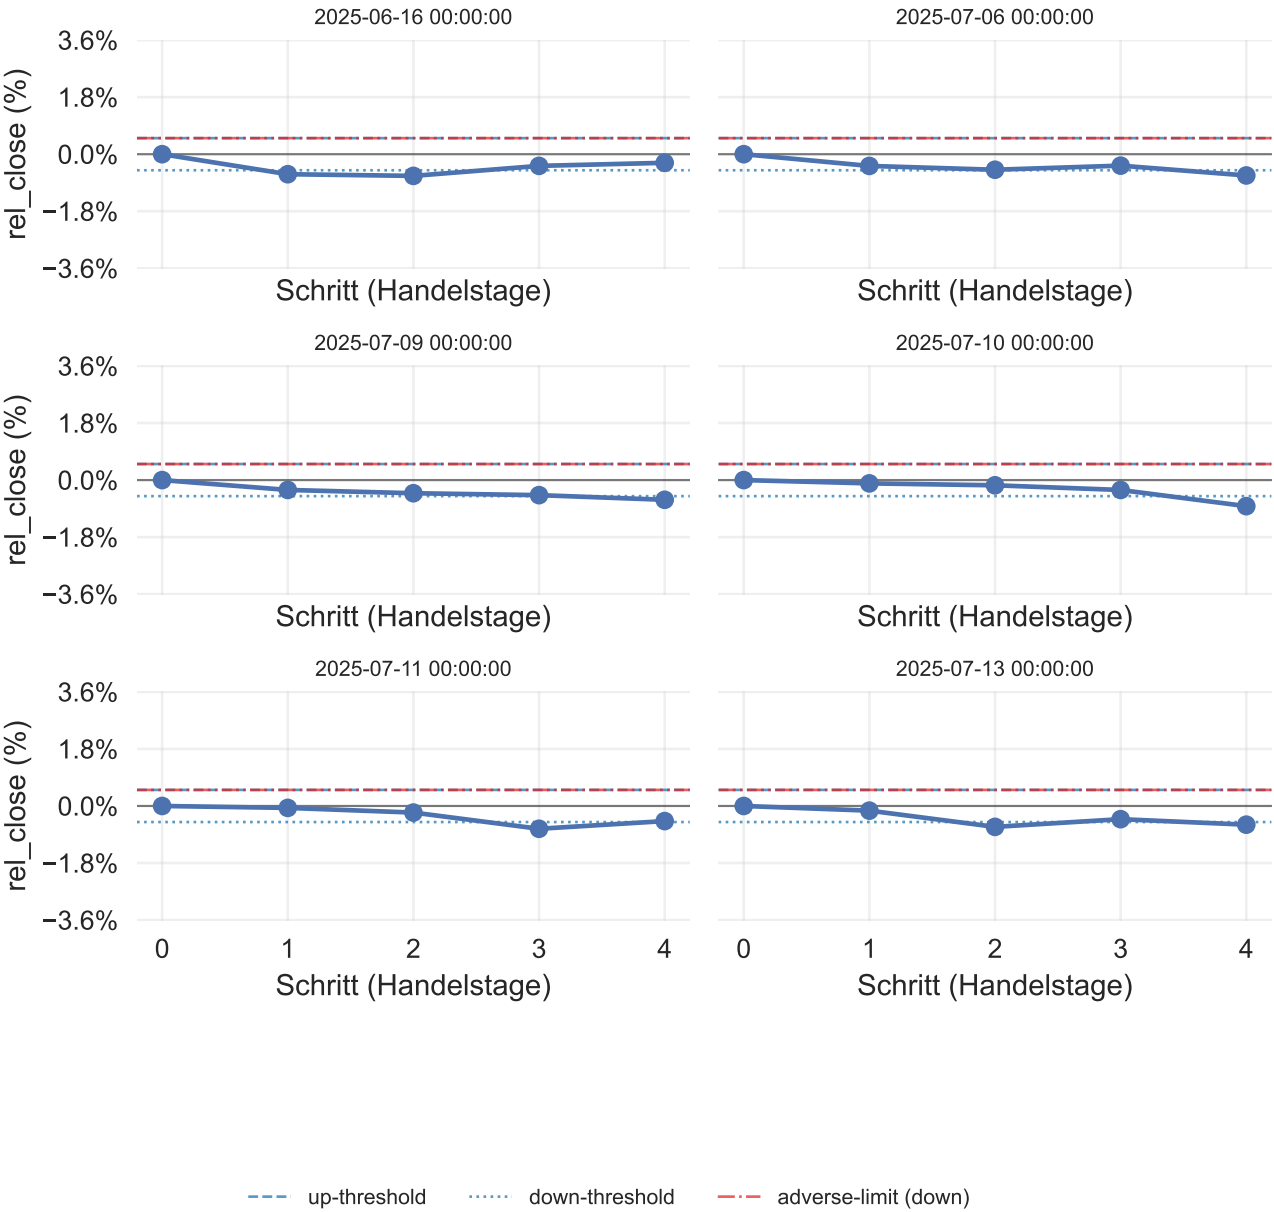 2025-06-16 00:00:00
2025-07-06 00:00:00
3.6%
1.8%
0.0%
−1.8%
−3.6%
rel_close (%)
Schritt (Handelstage)
Schritt (Handelstage)
2025-07-09 00:00:00
2025-07-10 00:00:00
3.6%
1.8%
0.0%
−1.8%
−3.6%
rel_close (%)
Schritt (Handelstage)
Schritt (Handelstage)
2025-07-11 00:00:00
2025-07-13 00:00:00
3.6%
1.8%
0.0%
−1.8%
−3.6%
rel_close (%)
0 1 2 3 4
0 1 2 3 4
Schritt (Handelstage)
Schritt (Handelstage)
up-threshold down-threshold adverse-limit (down)